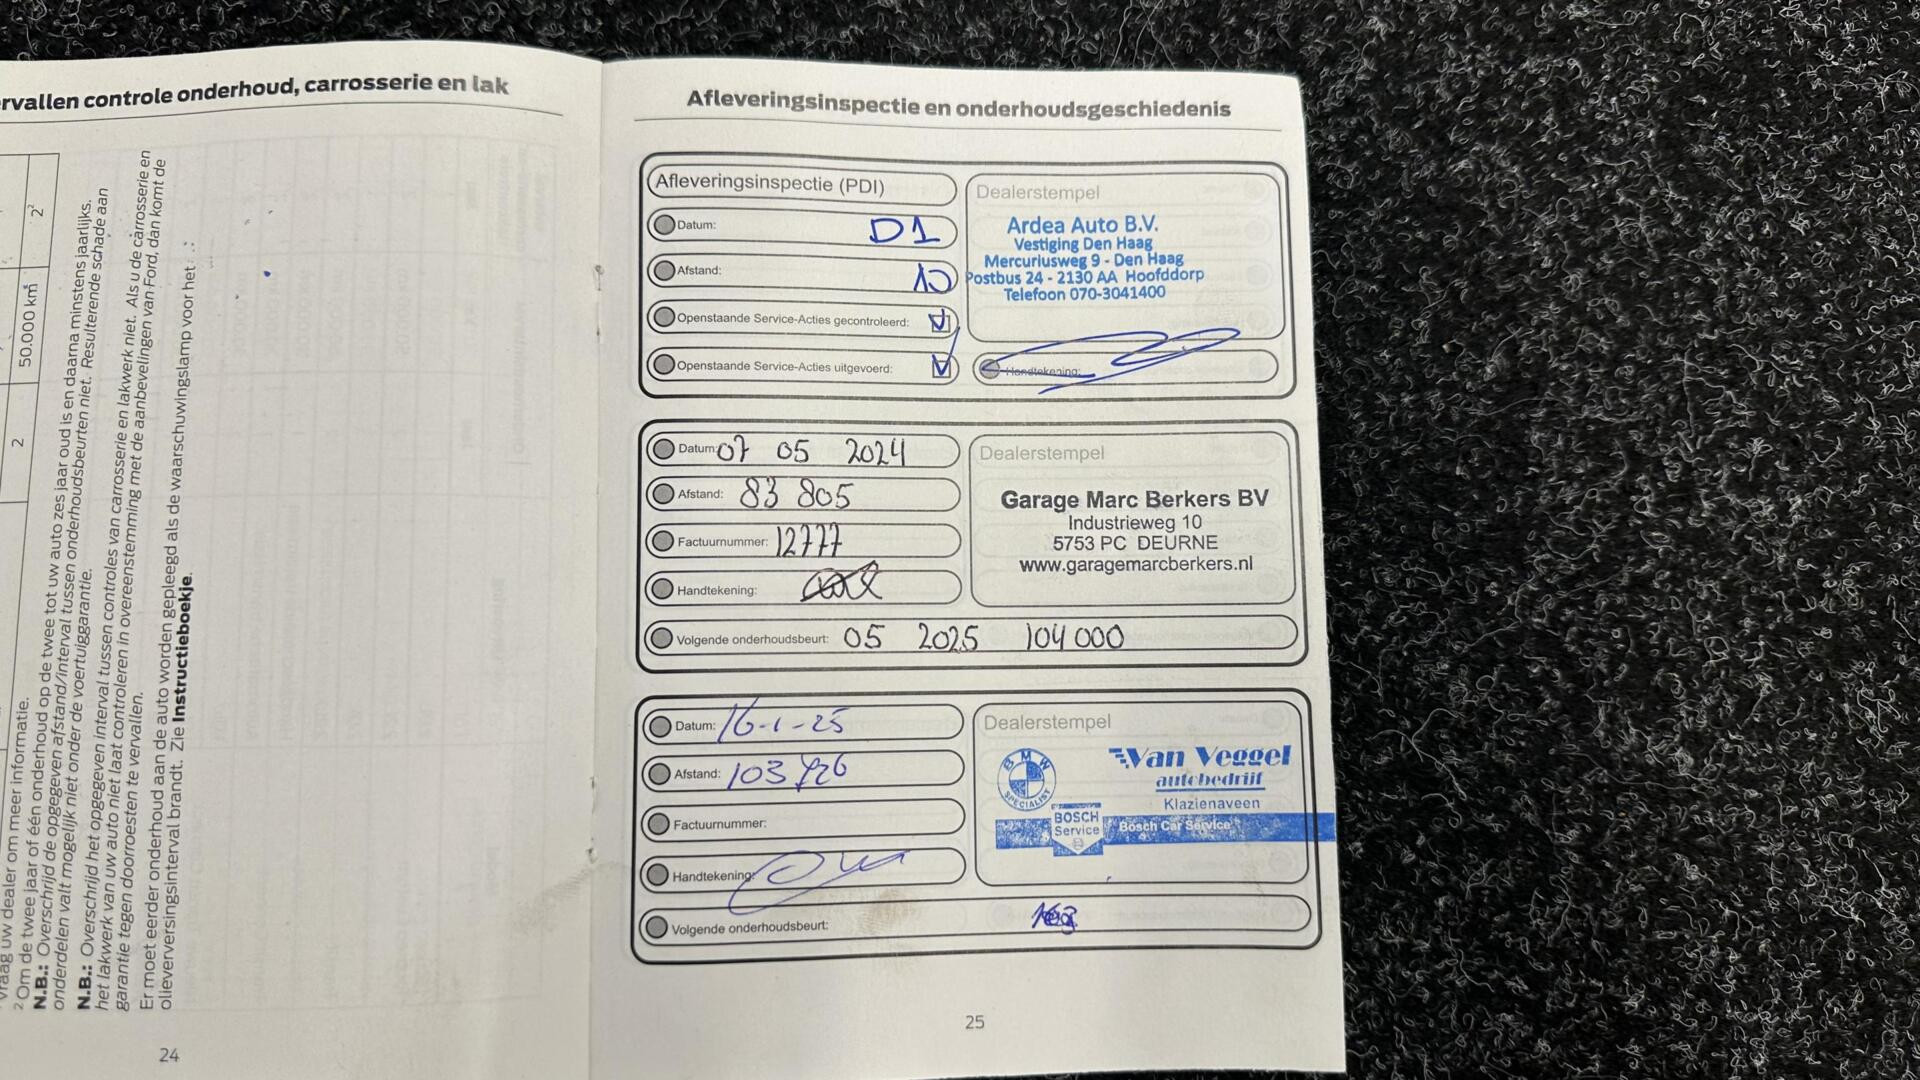 rvallen controle onderhoud, carrosserie en lak
2²
50.000 km
2
vraag uw dealer om meer informatie.
² Om de twee jaar of één onderhoud op de twee tot uw auto zes jaar oud is en daarna minstens jaarlijks.
N.B.: Overschrijd de opgegeven afstand/interval tussen onderhoudsbeurten niet. Resulterende schade aan
onderdelen valt mogelijk niet onder de voertuiggarantie.
N.B.: Overschrijd het opgegeven interval tussen controles van carrosserie en lakwerk niet. Als u de carrosserie en
het lakwerk van uw auto niet laat controleren in overeenstemming met de aanbevelingen van Ford, dan komt de
garantie tegen doorroesten te vervallen.
Er moet eerder onderhoud aan de auto worden gepleegd als de waarschuwingslamp voor het
olieverversingsinterval brandt. Zie Instructieboekje.
24
Afleveringsinspectie en onderhoudsgeschiedenis
Afleveringsinspectie (PDI)
Datum: D1
Afstand: 10
Openstaande Service-Acties gecontroleerd:
Openstaande Service-Acties uitgevoerd:
Dealerstempel
Ardea Auto B.V.
Vestiging Den Haag
Mercuriusweg 9 - Den Haag
Postbus 24 - 2130 AA Hoofddorp
Telefoon 070-3041400
Handtekening:
Datum: 07 05 2024
Afstand: 83 805
Factuurnummer: 12777
Handtekening:
Dealerstempel
Garage Marc Berkers BV
Industrieweg 10
5753 PC DEURNE
www.garagemarcberkers.nl
Volgende onderhoudsbeurt: 05 2025 104 000
Datum: 16-1-25
Afstand: 103
Factuurnummer:
Handtekening:
Dealerstempel
BMW
SPECIALIST
Van Veggel
autobedrijf
Klazienaveen
BOSCH
Service
Bosch Car Service
Volgende onderhoudsbeurt:
25